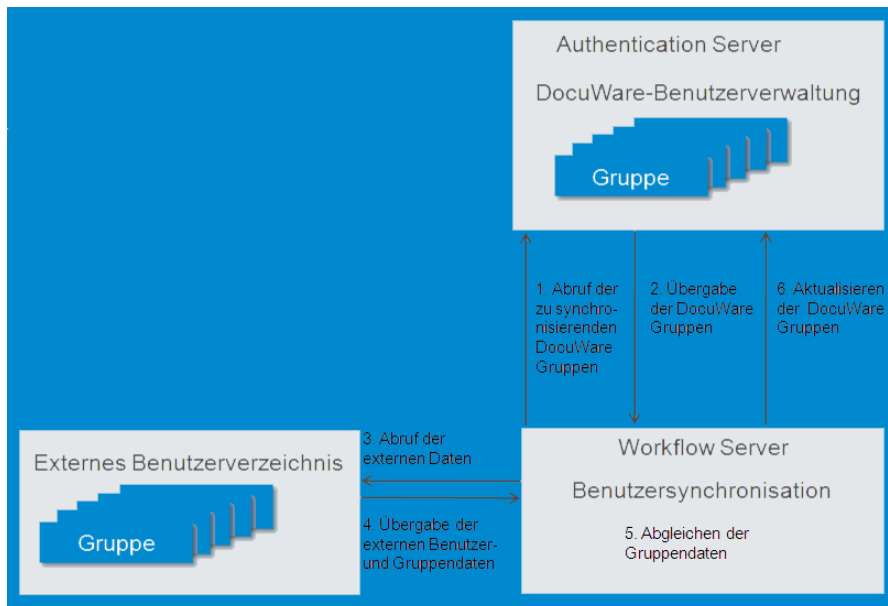 Authentication Server
DocuWare-Benutzerverwaltung
Gruppe
1. Abruf der
zu synchro-
nisierenden
DocuWare
Gruppen
2. Übergabe
der DocuWare
Gruppen
6. Aktualisieren
der DocuWare
Gruppen
Externes Benutzerverzeichnis
Gruppe
3. Abruf der
externen Daten
4. Übergabe der
externen Benutzer-
und Gruppendaten
Workflow Server
Benutzersynchronisation
5. Abgleichen der
Gruppendaten